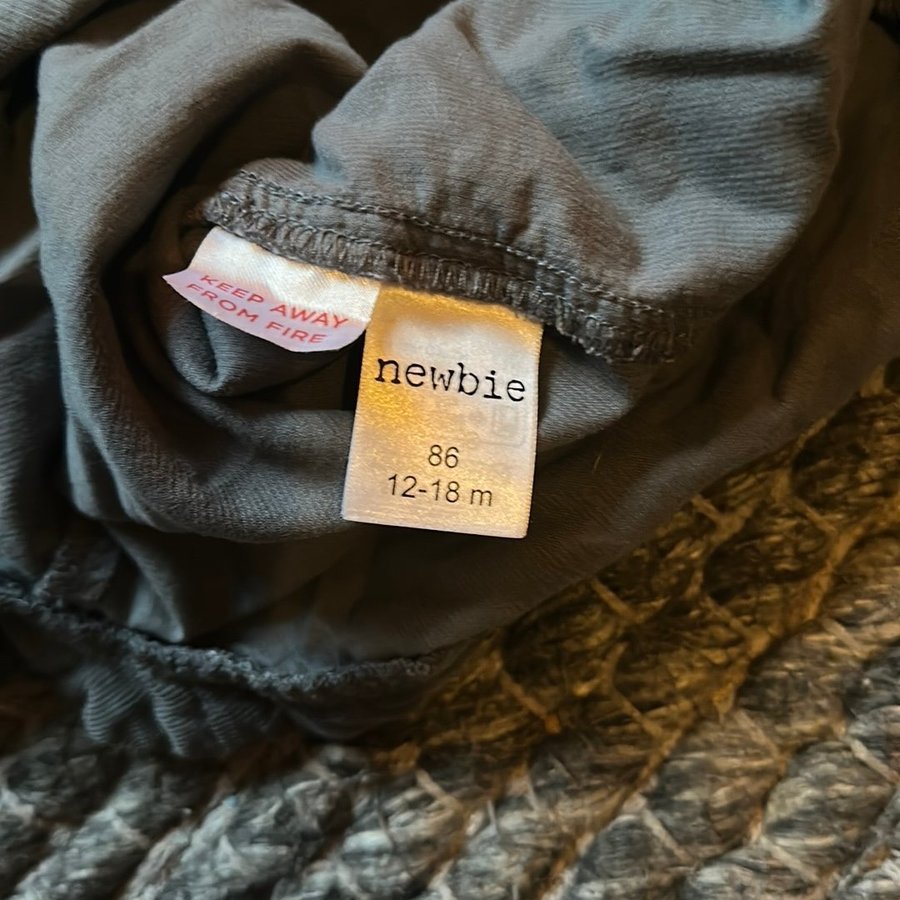 KEEP AWAY
FROM FIRE
newbie
86
12-18 m